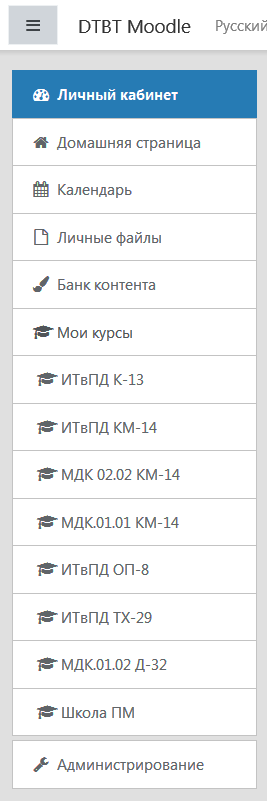 DTBT Moodle Русский
Личный кабинет
Домашняя страница
Календарь
Личные файлы
Банк контента
Мои курсы
ИТвПД К-13
ИТвПД КМ-14
МДК 02.02 КМ-14
МДК.01.01 КМ-14
ИТвПД ОП-8
ИТвПД ТХ-29
МДК.01.02 Д-32
Школа ПМ
Администрирование